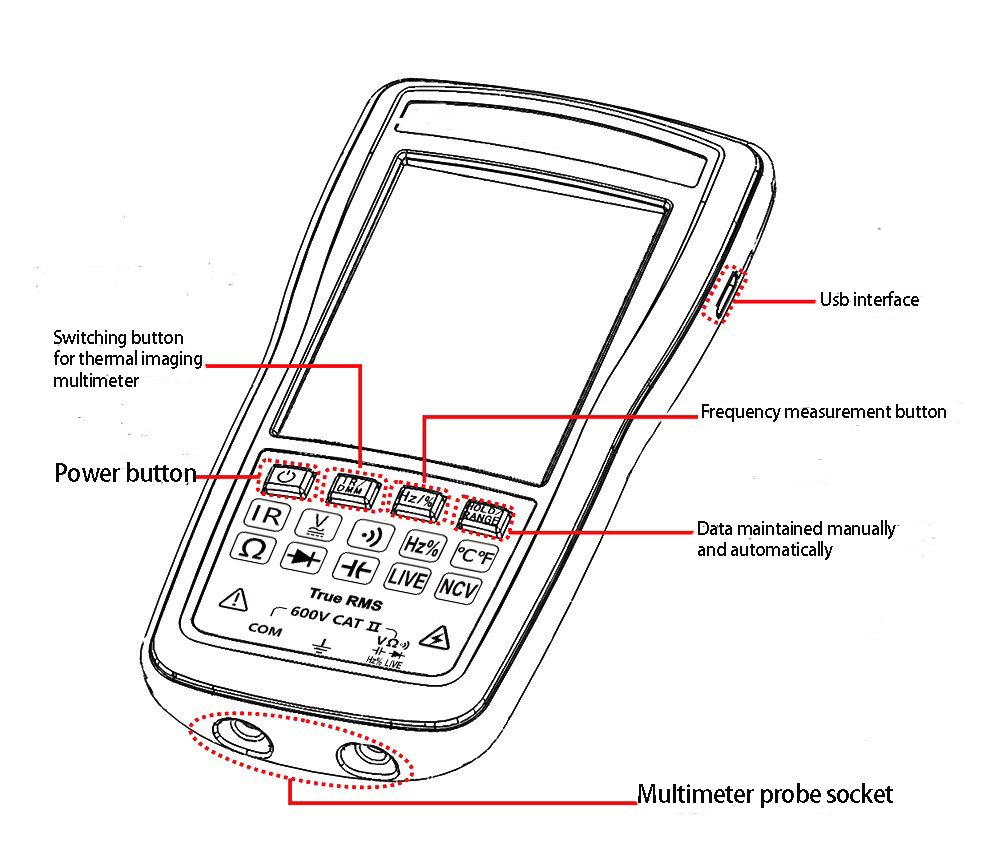 Usb interface
Switching button
for thermal imaging
multimeter
Frequency measurement button
Power button
IR
DMM
Hz/%
HOLD/
RANGE
Data maintained manually
and automatically
IR
V
Hz%
°C°F
Ω
LIVE
NCV
True RMS
600V CAT II
COM
VΩ
Hz% LIVE
Multimeter probe socket